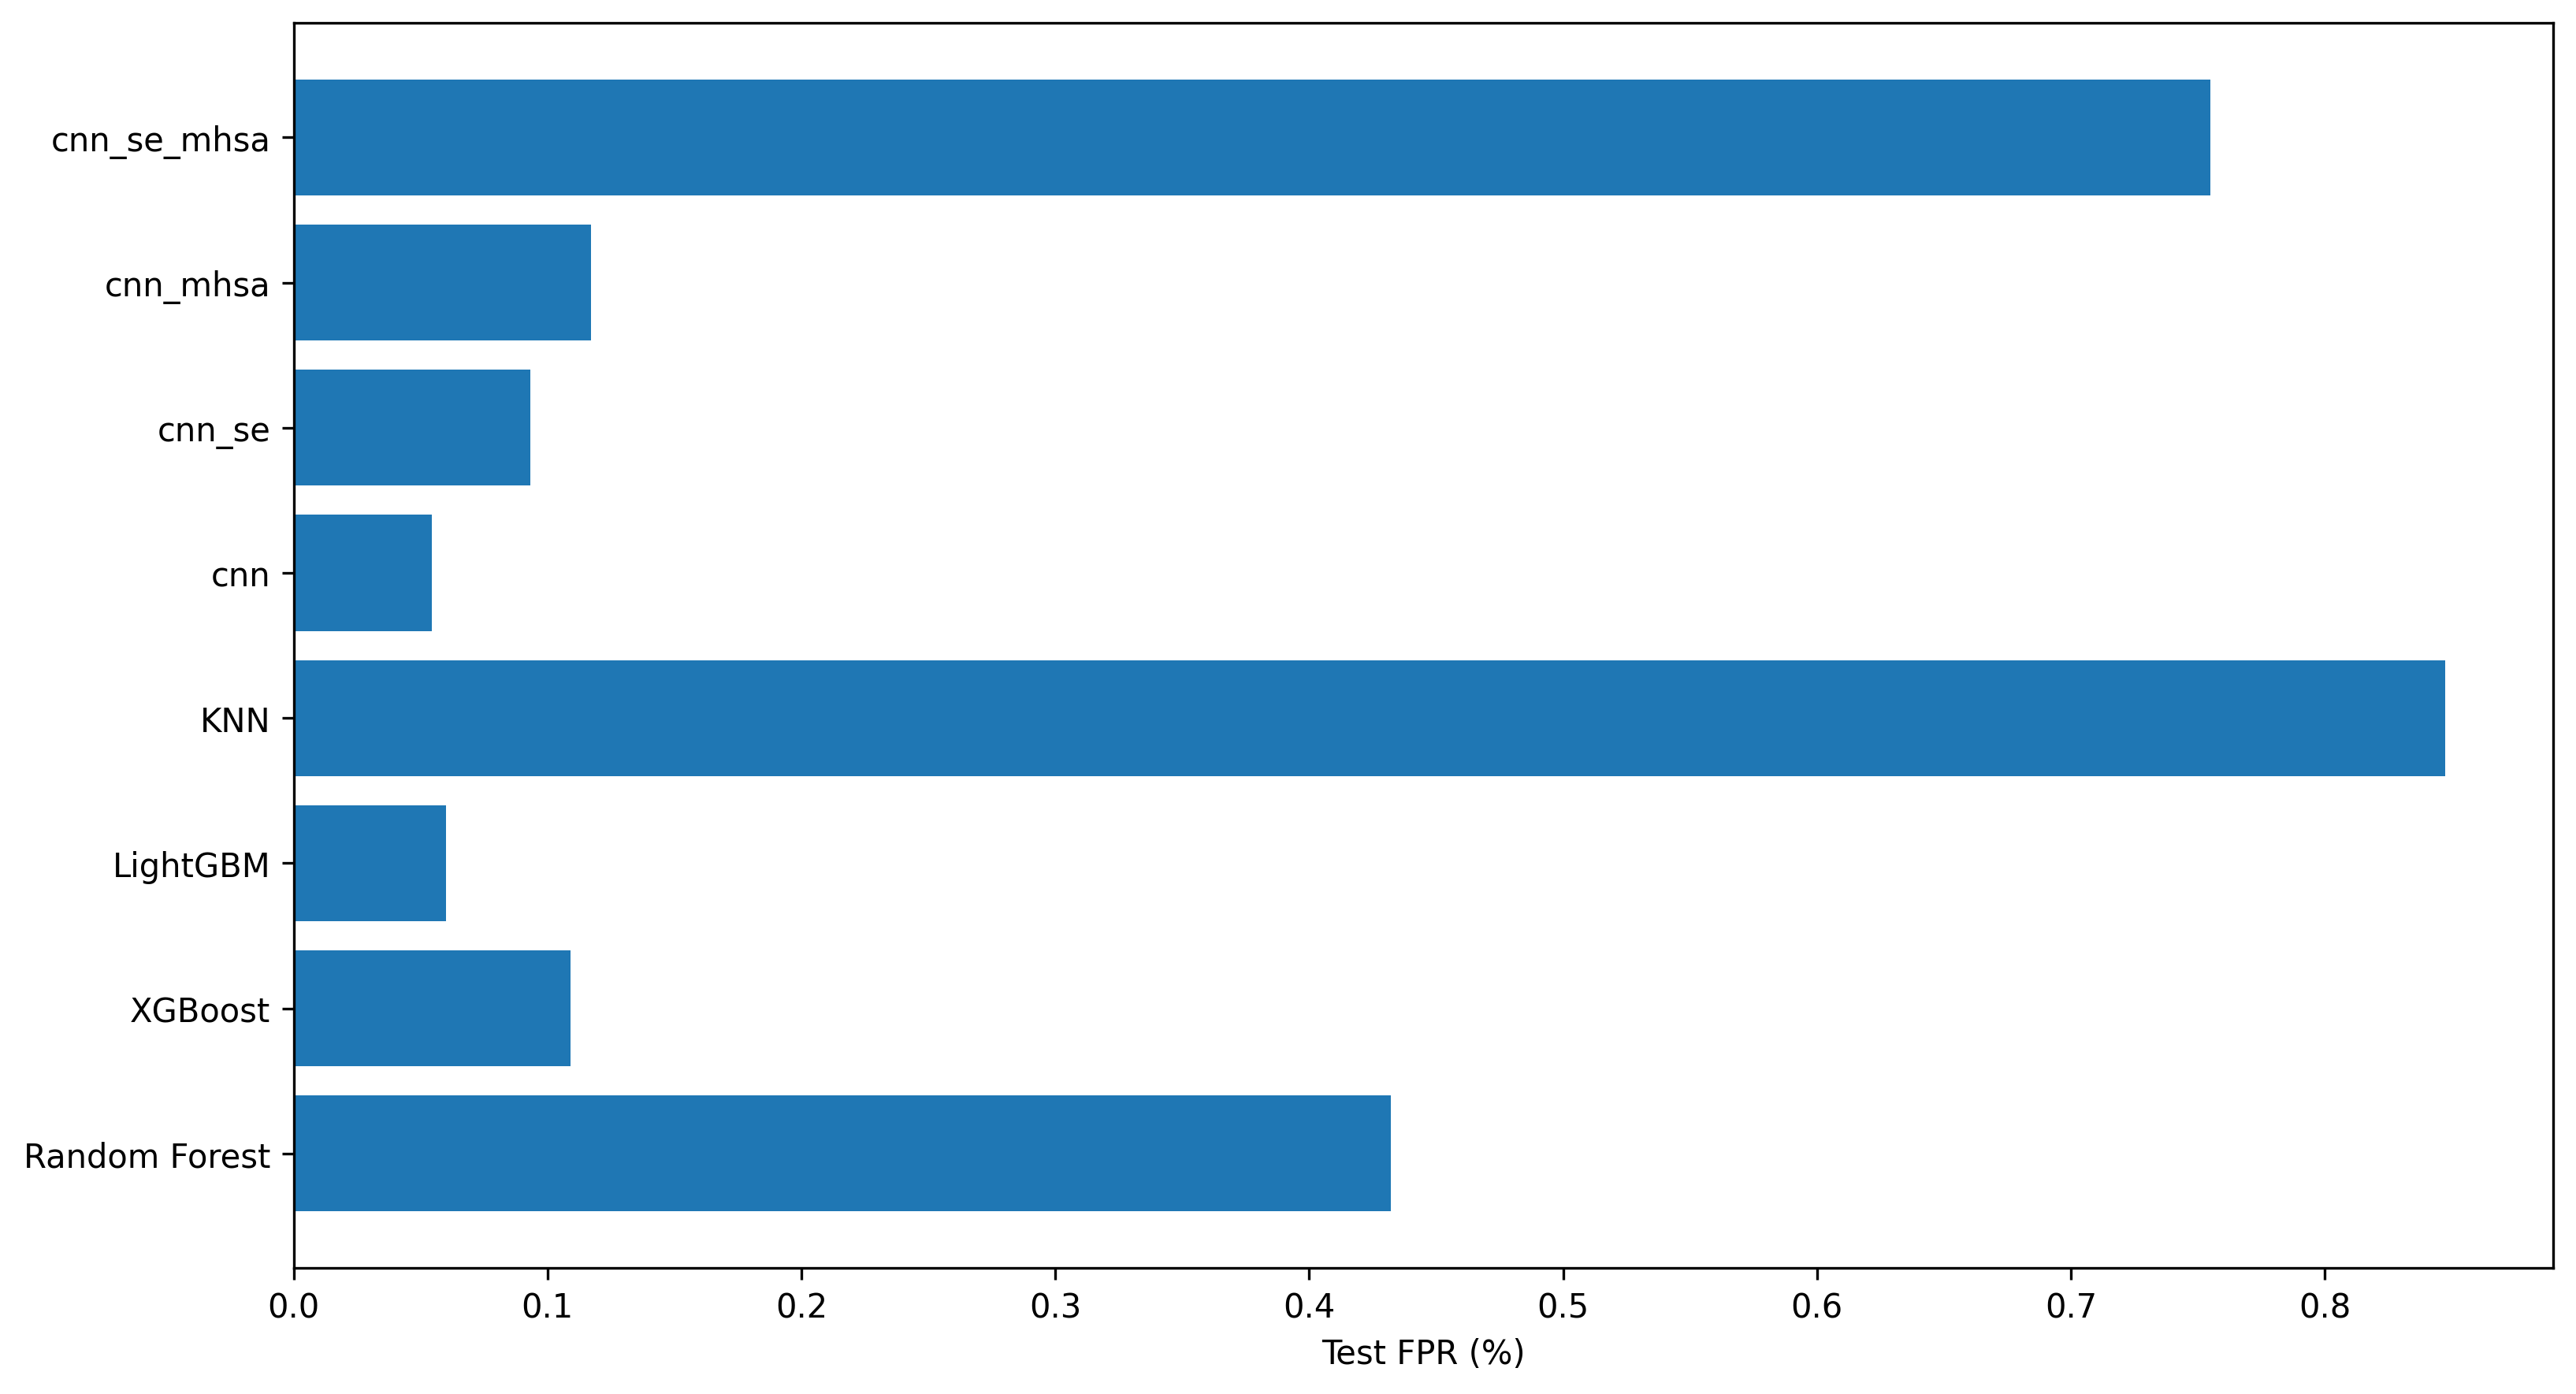 cnn_se_mhsa
cnn_mhsa
cnn_se
cnn
KNN
LightGBM
XGBoost
Random Forest
0.0 0.1 0.2 0.3 0.4 0.5 0.6 0.7 0.8
Test FPR (%)